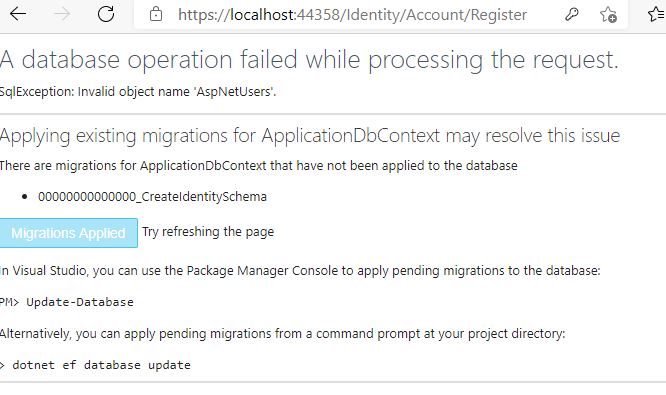 https://localhost:44358/Identity/Account/Register
A database operation failed while processing the request.
SqlException: Invalid object name 'AspNetUsers'.
Applying existing migrations for ApplicationDbContext may resolve this issue
There are migrations for ApplicationDbContext that have not been applied to the database
• 00000000000000_CreateIdentitySchema
Migrations Applied Try refreshing the page
In Visual Studio, you can use the Package Manager Console to apply pending migrations to the database:
PM> Update-Database
Alternatively, you can apply pending migrations from a command prompt at your project directory:
> dotnet ef database update